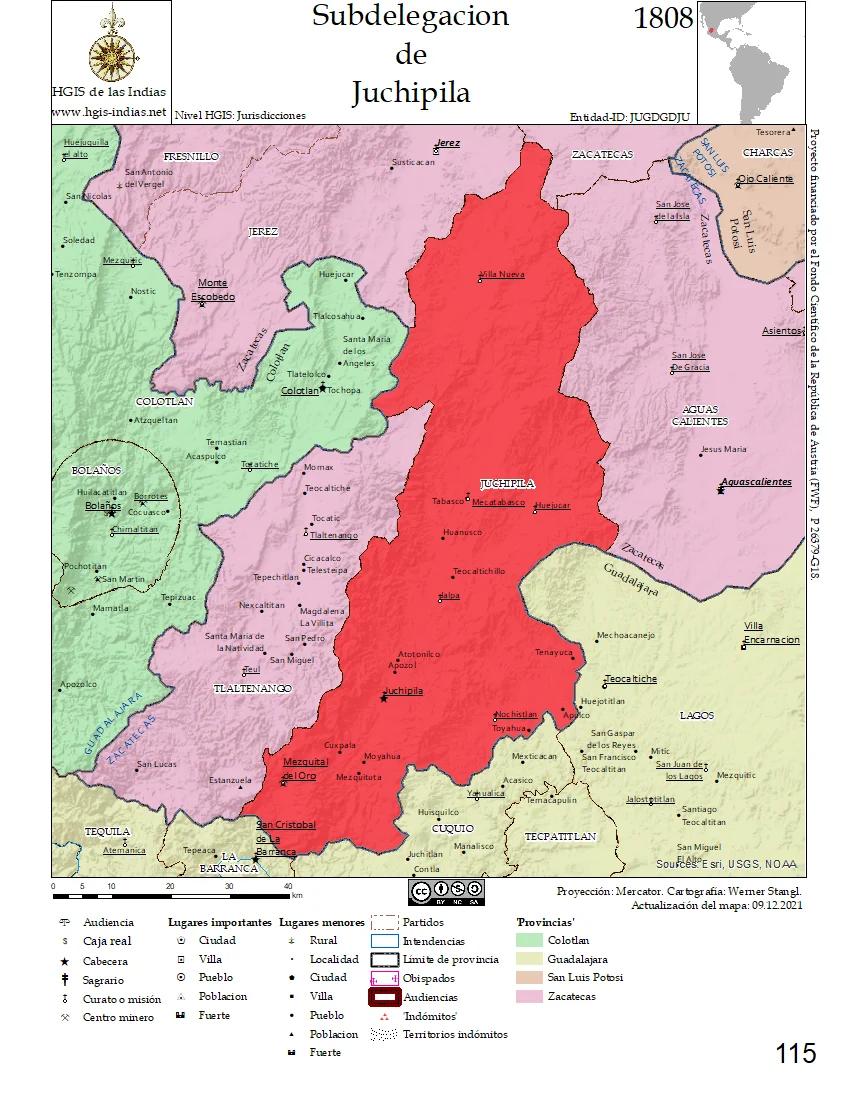 Subdelegacion
de
Juchipila
1808
HGIS de las Indias
www.hgis-indias.net
Nivel HGIS: Jurisdicciones
Entidad-ID: JUGDGDJU
Huejuquilla
el alto
FRESNILLO
Jerez
Susticacan
ZACATECAS
Tesorera
CHARCAS
SAN LUIS
POTOSI
ZACATECAS
Ojo Caliente
San Antonio
del Vergel
San Nicolas
San Jose
de la Isla
Zacatecas
San Luis
Potosi
JEREZ
Soledad
Mezquitic
Tenzompa
Nostic
Monte
Escobedo
Huejucar
Villa Nueva
Tlalcosahua
Asientos
Zacatecas
Colotlan
Santa Maria
de los
Angeles
San Jose
De Gracia
Tlatelolco
Colotlan
Tochopa
COLOTLAN
AGUAS
CALIENTES
Atzqueltan
Temastian
Acaspulco
Totatiche
Jesus Maria
Momax
BOLAÑOS
Aguascalientes
JUCHIPILA
Teocaltiche
Huilacatitlan
Borrotes
Bolaños
Cocuasco
Tabasco
Mecatabasco
Huejucar
Chimaltitan
Tocatic
Tlaltenango
Huanusco
Zacatecas
Guadalajara
Cicacalco
Telesteipa
Pochotitan
San Martin
Tepechitlan
Teocaltichillo
Jalpa
Mamatla
Tepizuac
Nexcaltitan
Magdalena
La Villita
Villa
Encarnacion
Santa Maria de
la Natividad
San Pedro
Mechoacanejo
San Miguel
Atotonilco
Apozol
Tenayuca
Teul
Apozolco
TLALTENANGO
Juchipila
Teocaltiche
GUADALAJARA
ZACATECAS
Huejotitlan
Apulco
Nochistlan
Toyahua
LAGOS
San Gaspar
de los Reyes
Cuxpala
Moyahua
Mitic
San Lucas
Mezquital
del Oro
Mexticacan
San Francisco
Teocaltitan
San Juan de
los Lagos
Mezquitic
Estanzuela
Mezquituta
Acasico
Yahualica
Temacapulin
Jalostotitlan
Huisquilco
Santiago
Teocaltitan
TEQUILA
San Cristobal
de La
Barranca
CUQUIO
TECPATITLAN
Atemanica
Tepeaca
LA
BARRANCA
Manalisco
Juchitlan
San Miguel
El Alto
Contla
Sources: Esri, USGS, NOAA
Proyecto financiado por el Fondo Científico de la República de Austria (FWF), P 26379-G18.
0 5 10 20 30 40
km
cc
BY NC SA
Proyección: Mercator. Cartografía: Werner Stangl.
Actualización del mapa: 09.12.2021
Audiencia
Caja real
Cabecera
Sagrario
Curato o misión
Centro minero
Lugares importantes
Ciudad
Villa
Pueblo
Poblacion
Fuerte
Lugares menores
Rural
Localidad
Ciudad
Villa
Pueblo
Poblacion
Fuerte
Partidos
Intendencias
Límite de provincia
Obispados
Audiencias
'Indómitos'
Territorios indómitos
'Provincias'
Colotlan
Guadalajara
San Luis Potosi
Zacatecas
115